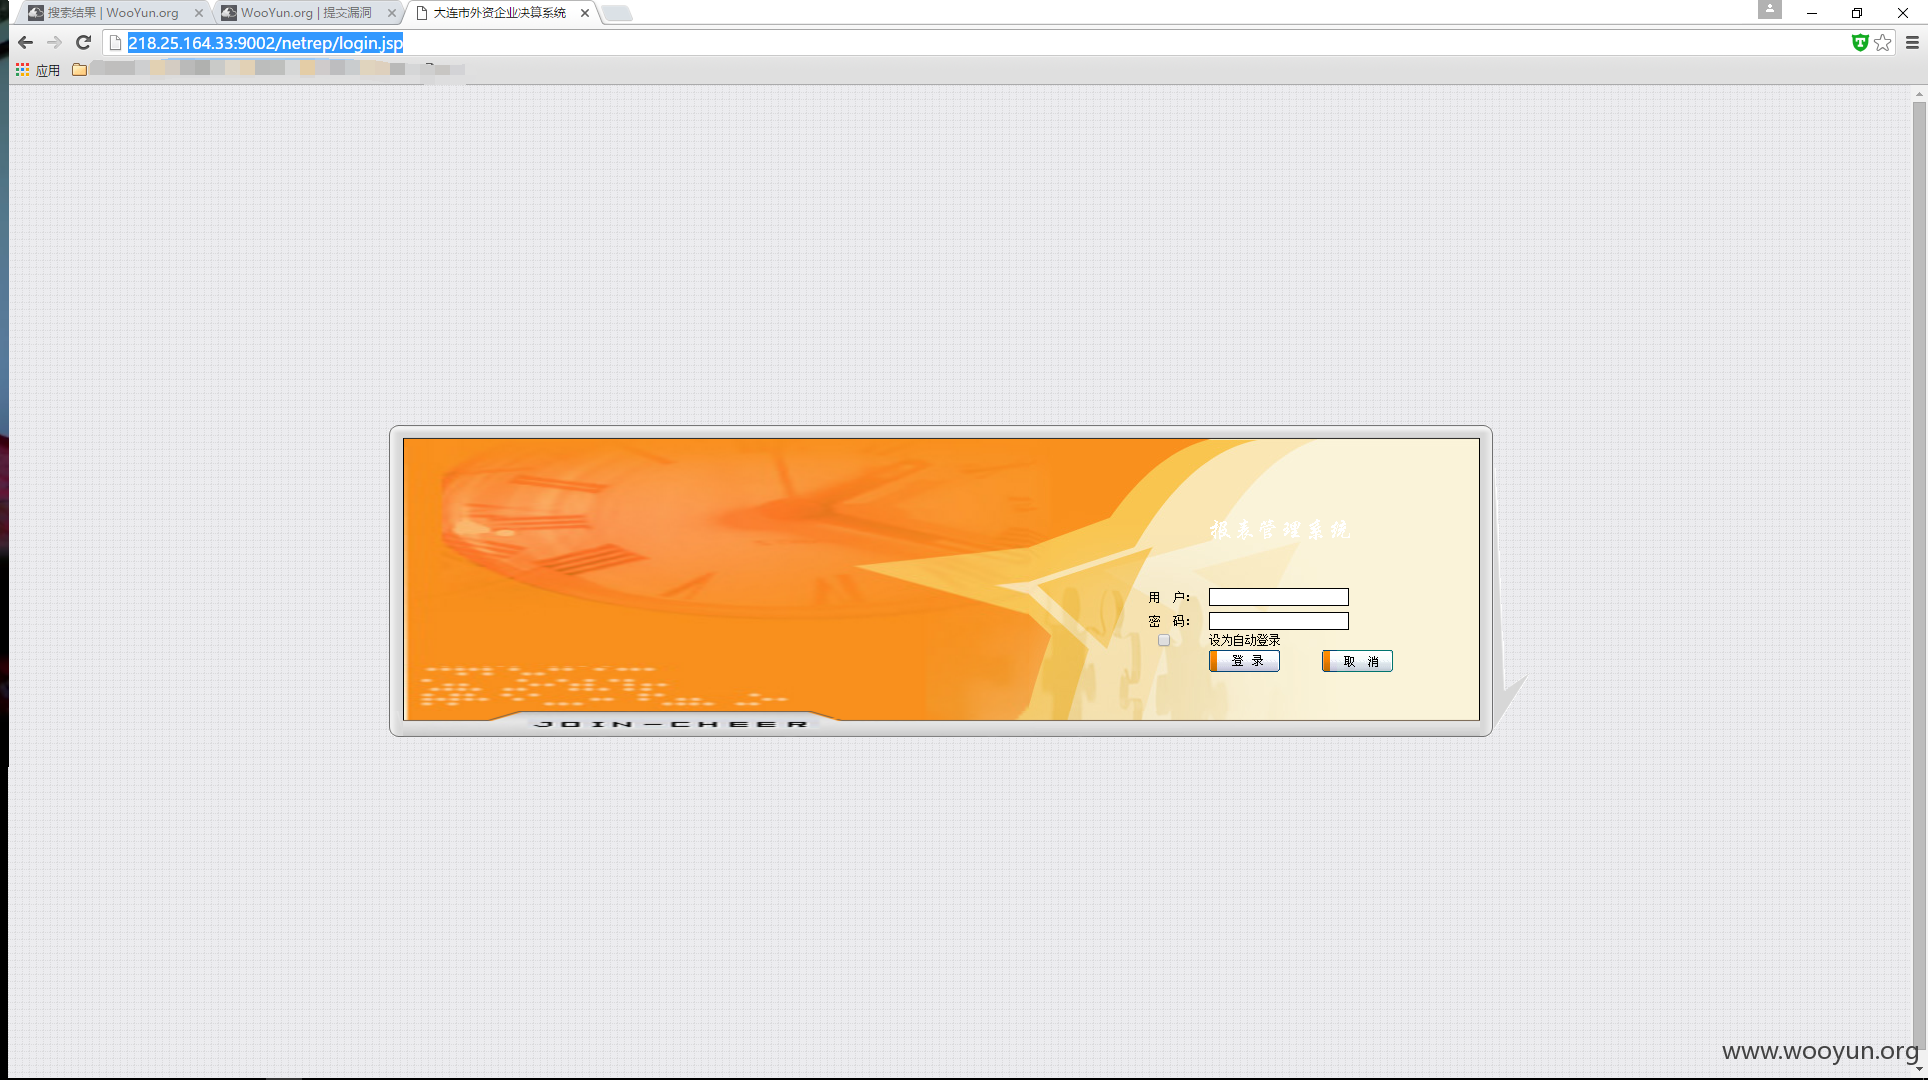 搜索结果 | WooYun.org
WooYun.org | 提交漏洞
大连市外资企业决算系统
218.25.164.33:9002/netrep/login.jsp
应用
报表管理系统
用 户：
密 码：
设为自动登录
登 录
取 消
JOIN-CHEER
www.wooyun.org